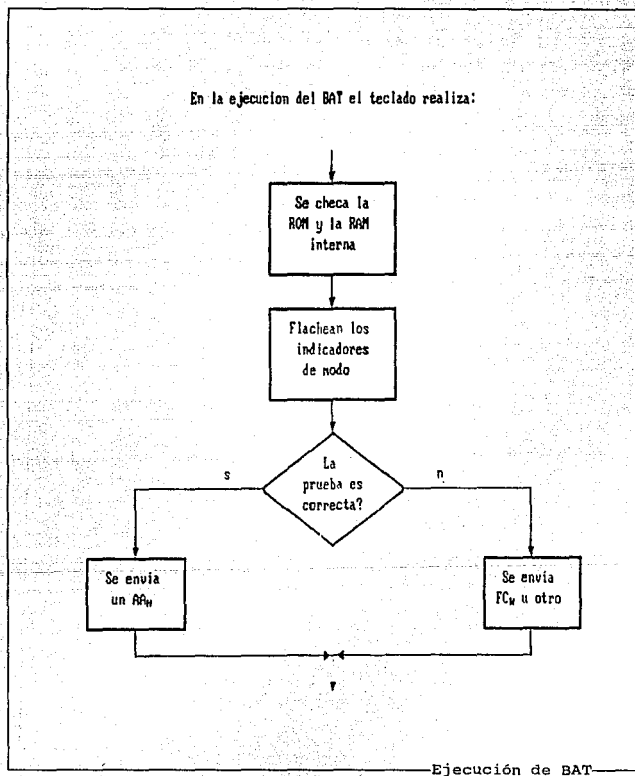 En la ejecucion del BAT el teclado realiza:
Se checa la
ROM y la RAM
interna
Flachean los
indicadores
de modo
La
prueba es
correcta?
s
n
Se envia
un AAH
Se envia
FCH u otro
Ejecución de BAT